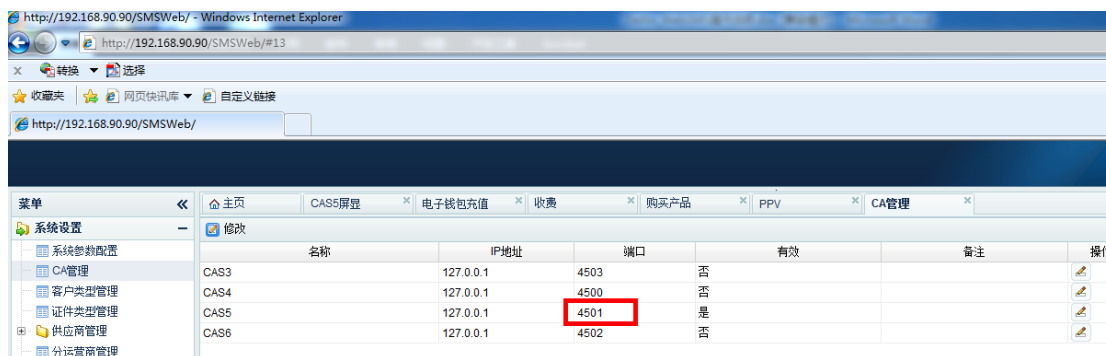 http://192.168.90.90/SMSWeb/ - Windows Internet Explorer
http://192.168.90.90/SMSWeb/#13
x 转换 ▼ 选择
收藏夹 网页快讯库 ▼ 自定义链接
http://192.168.90.90/SMSWeb/
菜单 « 主页 CAS5屏显 × 电子钱包充值 × 收费 × 购买产品 × PPV × CA管理 ×
系统设置 − 修改
系统参数配置 名称 IP地址 端口 有效 备注
CA管理 CAS3 127.0.0.1 4503 否
客户类型管理 CAS4 127.0.0.1 4500 否
证件类型管理 CAS5 127.0.0.1 4501 是
供应商管理 CAS6 127.0.0.1 4502 否
分运营商管理